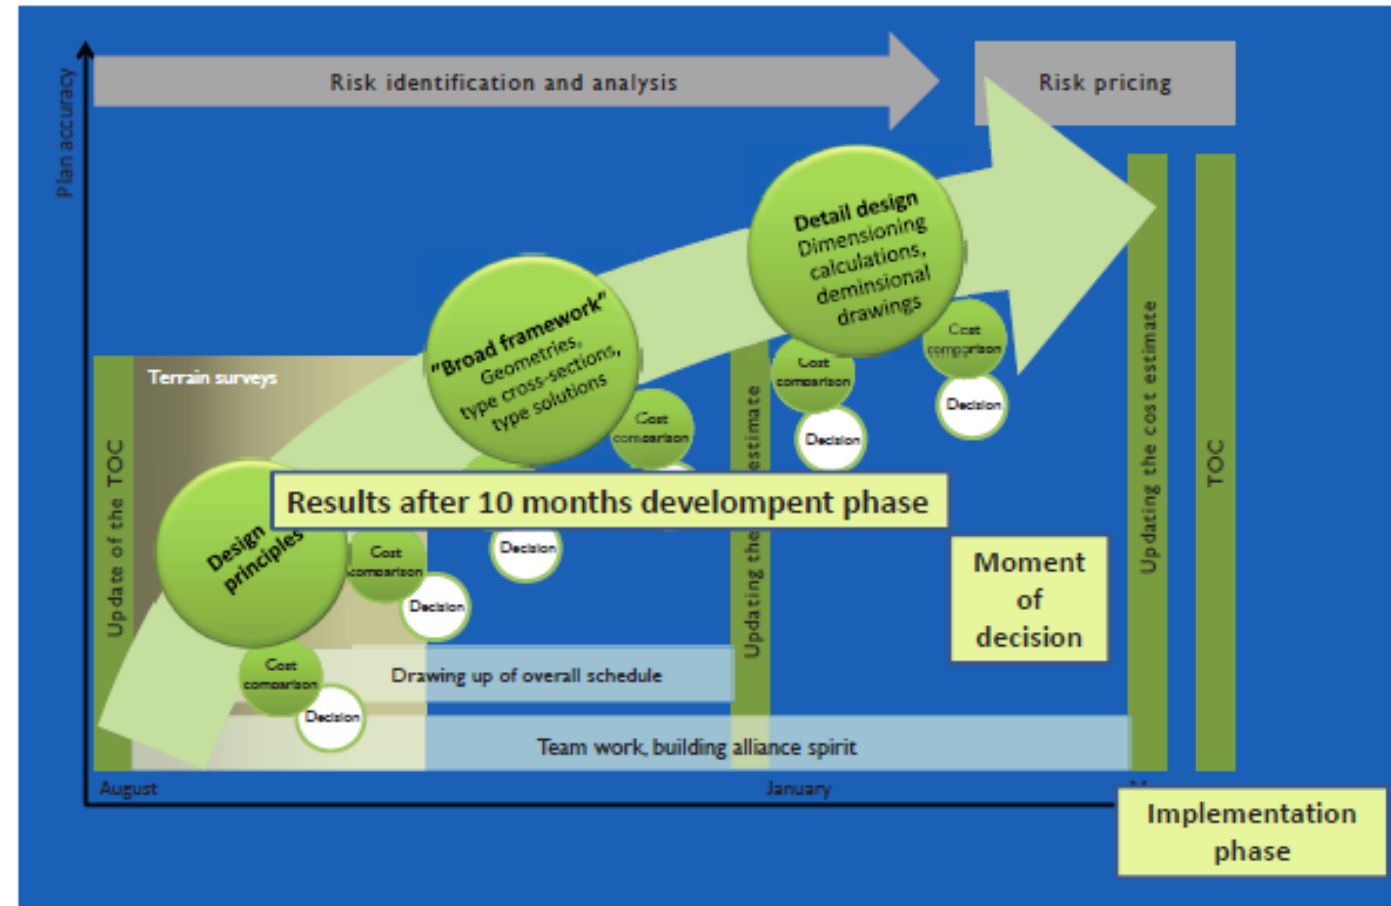 Risk identification and analysis
Risk pricing
Plan accuracy
Detail design
Dimensioning
calculations,
deminsional
drawings
"Broad framework"
Geometries,
type cross-sections,
type solutions
Cost
comparison
Decision
Cost
comparison
Decision
Cost
comparison
Terrain surveys
Results after 10 months develompent phase
Design
principles
Cost
comparison
Decision
Decision
Cost
comparison
Decision
Update of the TOC
Updating the
estimate
Updating the cost estimate
TOC
Moment
of
decision
Drawing up of overall schedule
Team work, building alliance spirit
August
January
Implementation
phase